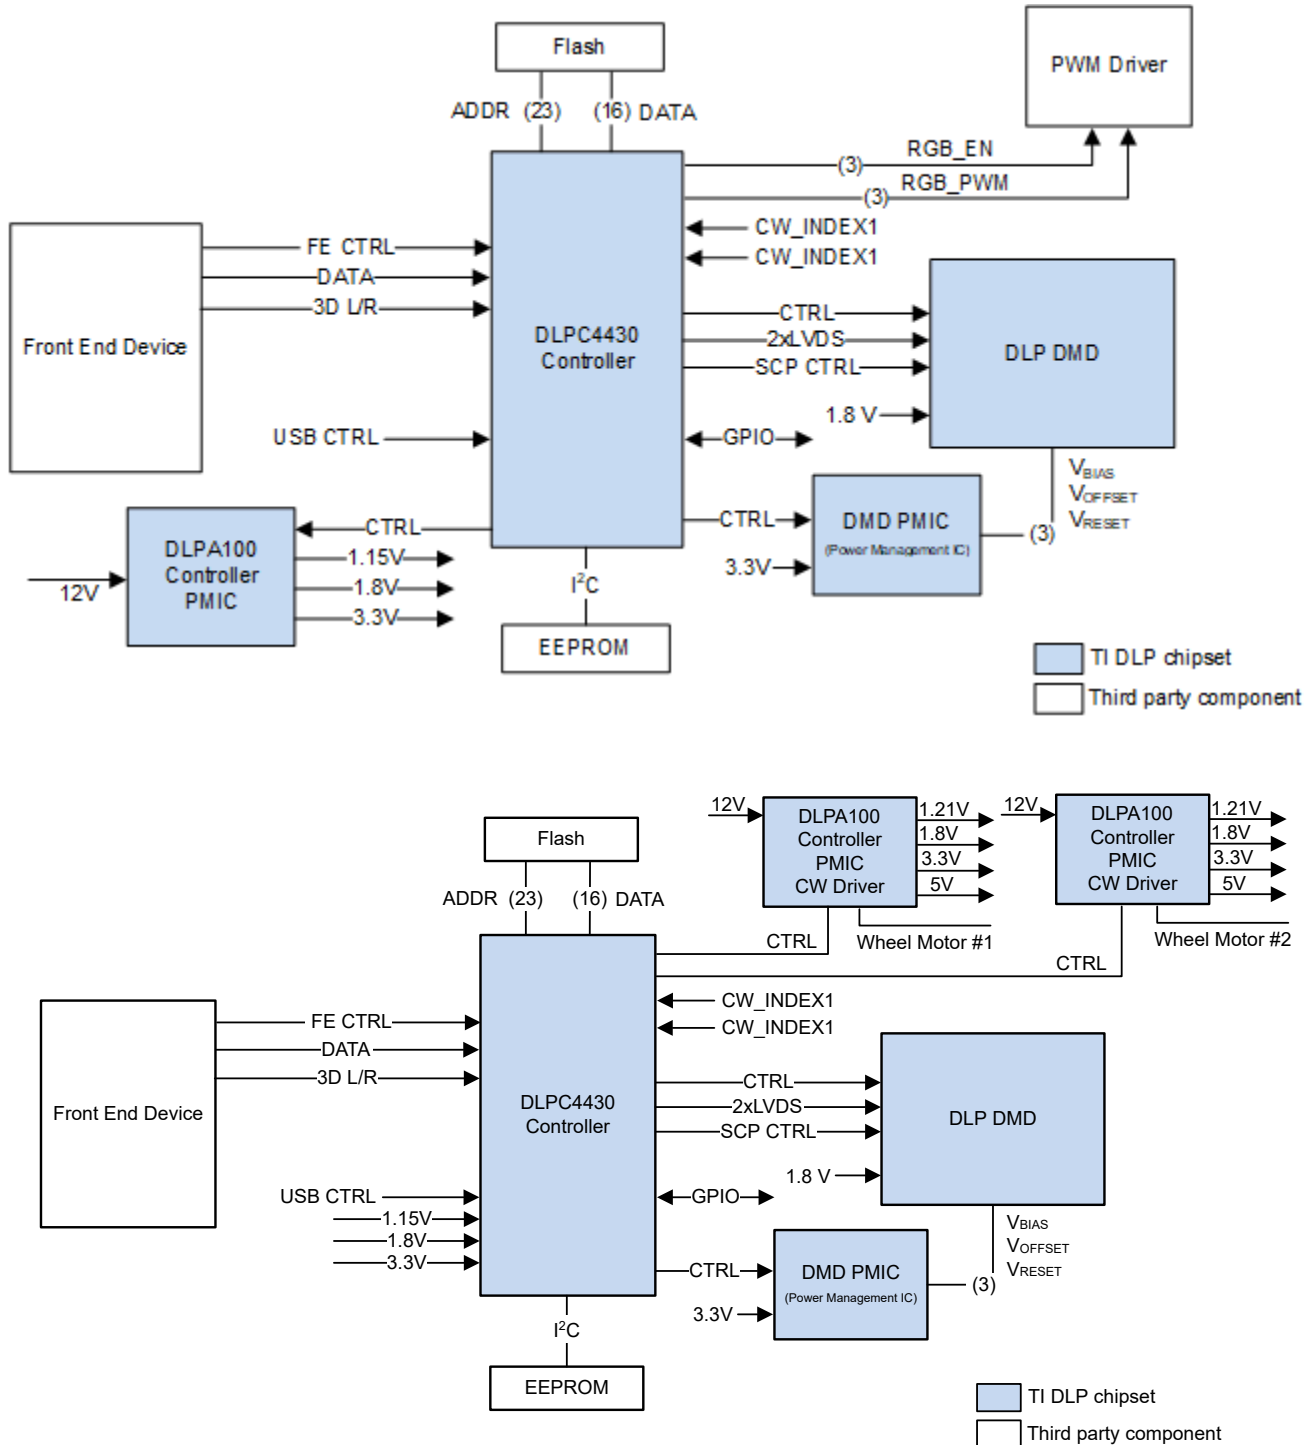 Flash
PWM Driver
ADDR (23)
(16) DATA
RGB_EN
(3)
RGB_PWM
(3)
CW_INDEX1
CW_INDEX1
FE CTRL
DATA
3D L/R
Front End Device
DLPC4430
Controller
CTRL
2xLVDS
SCP CTRL
DLP DMD
1.8 V
USB CTRL
GPIO
VBIAS
VOFFSET
VRESET
CTRL
DLPA100
Controller
PMIC
12V
1.15V
1.8V
3.3V
CTRL
DMD PMIC
(Power Management IC)
(3)
3.3V
I²C
EEPROM
TI DLP chipset
Third party component
12V
DLPA100
Controller
PMIC
CW Driver
1.21V
1.8V
3.3V
5V
12V
DLPA100
Controller
PMIC
CW Driver
1.21V
1.8V
3.3V
5V
Flash
ADDR (23)
(16) DATA
CTRL
Wheel Motor #1
CTRL
Wheel Motor #2
CW_INDEX1
CW_INDEX1
FE CTRL
DATA
3D L/R
Front End Device
DLPC4430
Controller
CTRL
2xLVDS
SCP CTRL
DLP DMD
1.8 V
USB CTRL
1.15V
1.8V
3.3V
GPIO
VBIAS
VOFFSET
VRESET
CTRL
DMD PMIC
(Power Management IC)
(3)
3.3V
I²C
EEPROM
TI DLP chipset
Third party component